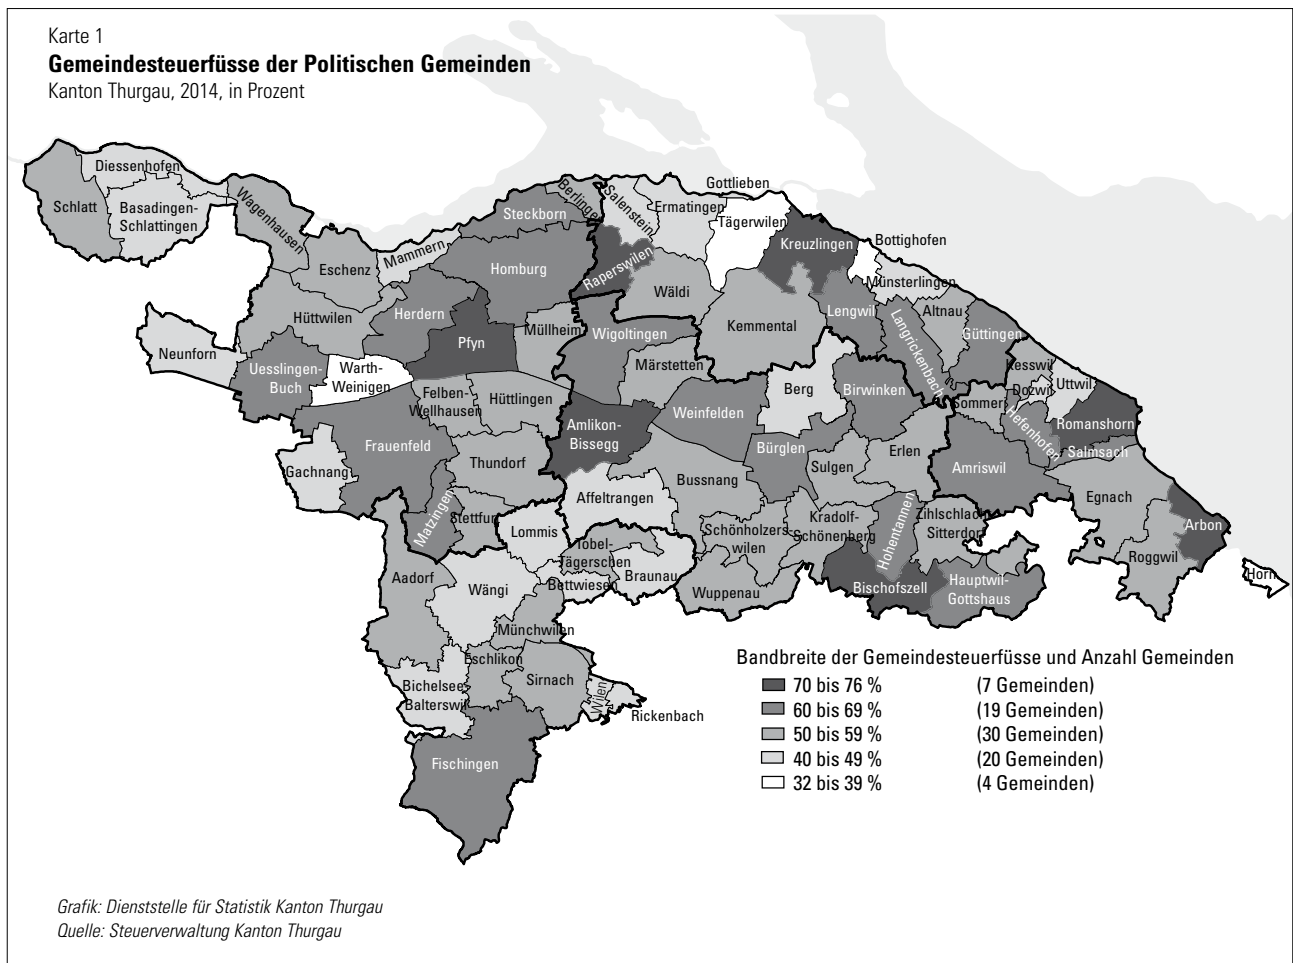 Karte 1
Gemeindesteuerfüsse der Politischen Gemeinden
Kanton Thurgau, 2014, in Prozent
Diessenhofen
Schlatt
Basadingen-
Schlattingen
Wagenhausen
Eschenz
Mammern
Steckborn
Berlingen
Salenstein
Ermatingen
Gottlieben
Tägerwilen
Kreuzlingen
Bottighofen
Münsterlingen
Homburg
Raperswilen
Wäldi
Kemmental
Lengwil
Langrickenbach
Altnau
Güttingen
Kesswil
Dozwil
Uttwil
Hüttwilen
Herdern
Pfyn
Müllheim
Wigoltingen
Märstetten
Neunforn
Uesslingen-
Buch
Warth-
Weinigen
Felben-
Wellhausen
Hüttlingen
Amlikon-
Bissegg
Weinfelden
Berg
Birwinken
Sommeri
Hefenhofen
Romanshorn
Salmsach
Frauenfeld
Gachnang
Thundorf
Bürglen
Sulgen
Erlen
Amriswil
Egnach
Arbon
Roggwil
Horn
Matzingen
Stettfurt
Lommis
Affeltrangen
Bussnang
Schönholzers-
wilen
Kradolf-
Schönenberg
Hohentannen
Zihlschlacht-
Sitterdorf
Aadorf
Wängi
Tobel-
Tägerschen
Bettwiesen
Braunau
Wuppenau
Bischofszell
Hauptwil-
Gottshaus
Münchwilen
Eschlikon
Sirnach
Bichelsee-
Balterswil
Wilen
Rickenbach
Fischingen
Bandbreite der Gemeindesteuerfüsse und Anzahl Gemeinden
70 bis 76 % (7 Gemeinden)
60 bis 69 % (19 Gemeinden)
50 bis 59 % (30 Gemeinden)
40 bis 49 % (20 Gemeinden)
32 bis 39 % (4 Gemeinden)
Grafik: Dienststelle für Statistik Kanton Thurgau
Quelle: Steuerverwaltung Kanton Thurgau